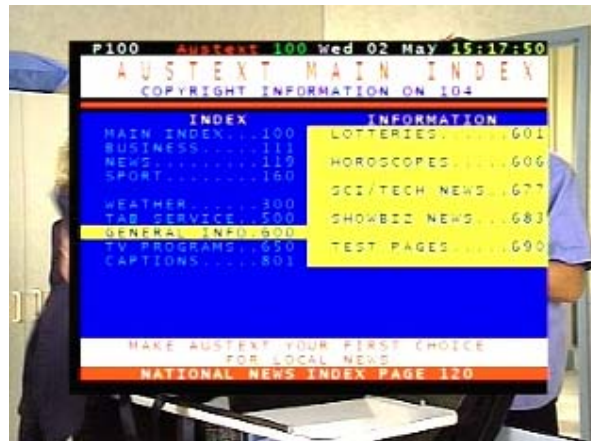 P100 Austext 100 Wed 02 May 15:17:50
AUSTEXT MAIN INDEX
COPYRIGHT INFORMATION ON 104
INDEX
MAIN INDEX...100
BUSINESS.....111
NEWS.........119
SPORT........160
WEATHER......300
TAB SERVICE..500
GENERAL INFO.600
TV PROGRAMS..650
CAPTIONS.....801
INFORMATION
LOTTERIES......601
HOROSCOPES.....606
SCI/TECH NEWS..677
SHOWBIZ NEWS...683
TEST PAGES.....690
MAKE AUSTEXT YOUR FIRST CHOICE
FOR LOCAL NEWS
NATIONAL NEWS INDEX PAGE 120